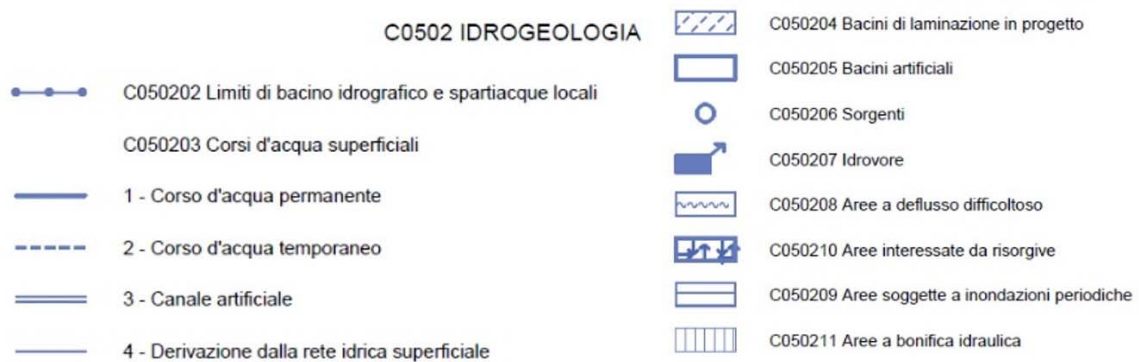 C0502 IDROGEOLOGIA
C050202 Limiti di bacino idrografico e spartiacque locali
C050203 Corsi d'acqua superficiali
1 - Corso d'acqua permanente
2 - Corso d'acqua temporaneo
3 - Canale artificiale
4 - Derivazione dalla rete idrica superficiale
C050204 Bacini di laminazione in progetto
C050205 Bacini artificiali
C050206 Sorgenti
C050207 Idrovore
C050208 Aree a deflusso difficoltoso
C050210 Aree interessate da risorgive
C050209 Aree soggette a inondazioni periodiche
C050211 Aree a bonifica idraulica